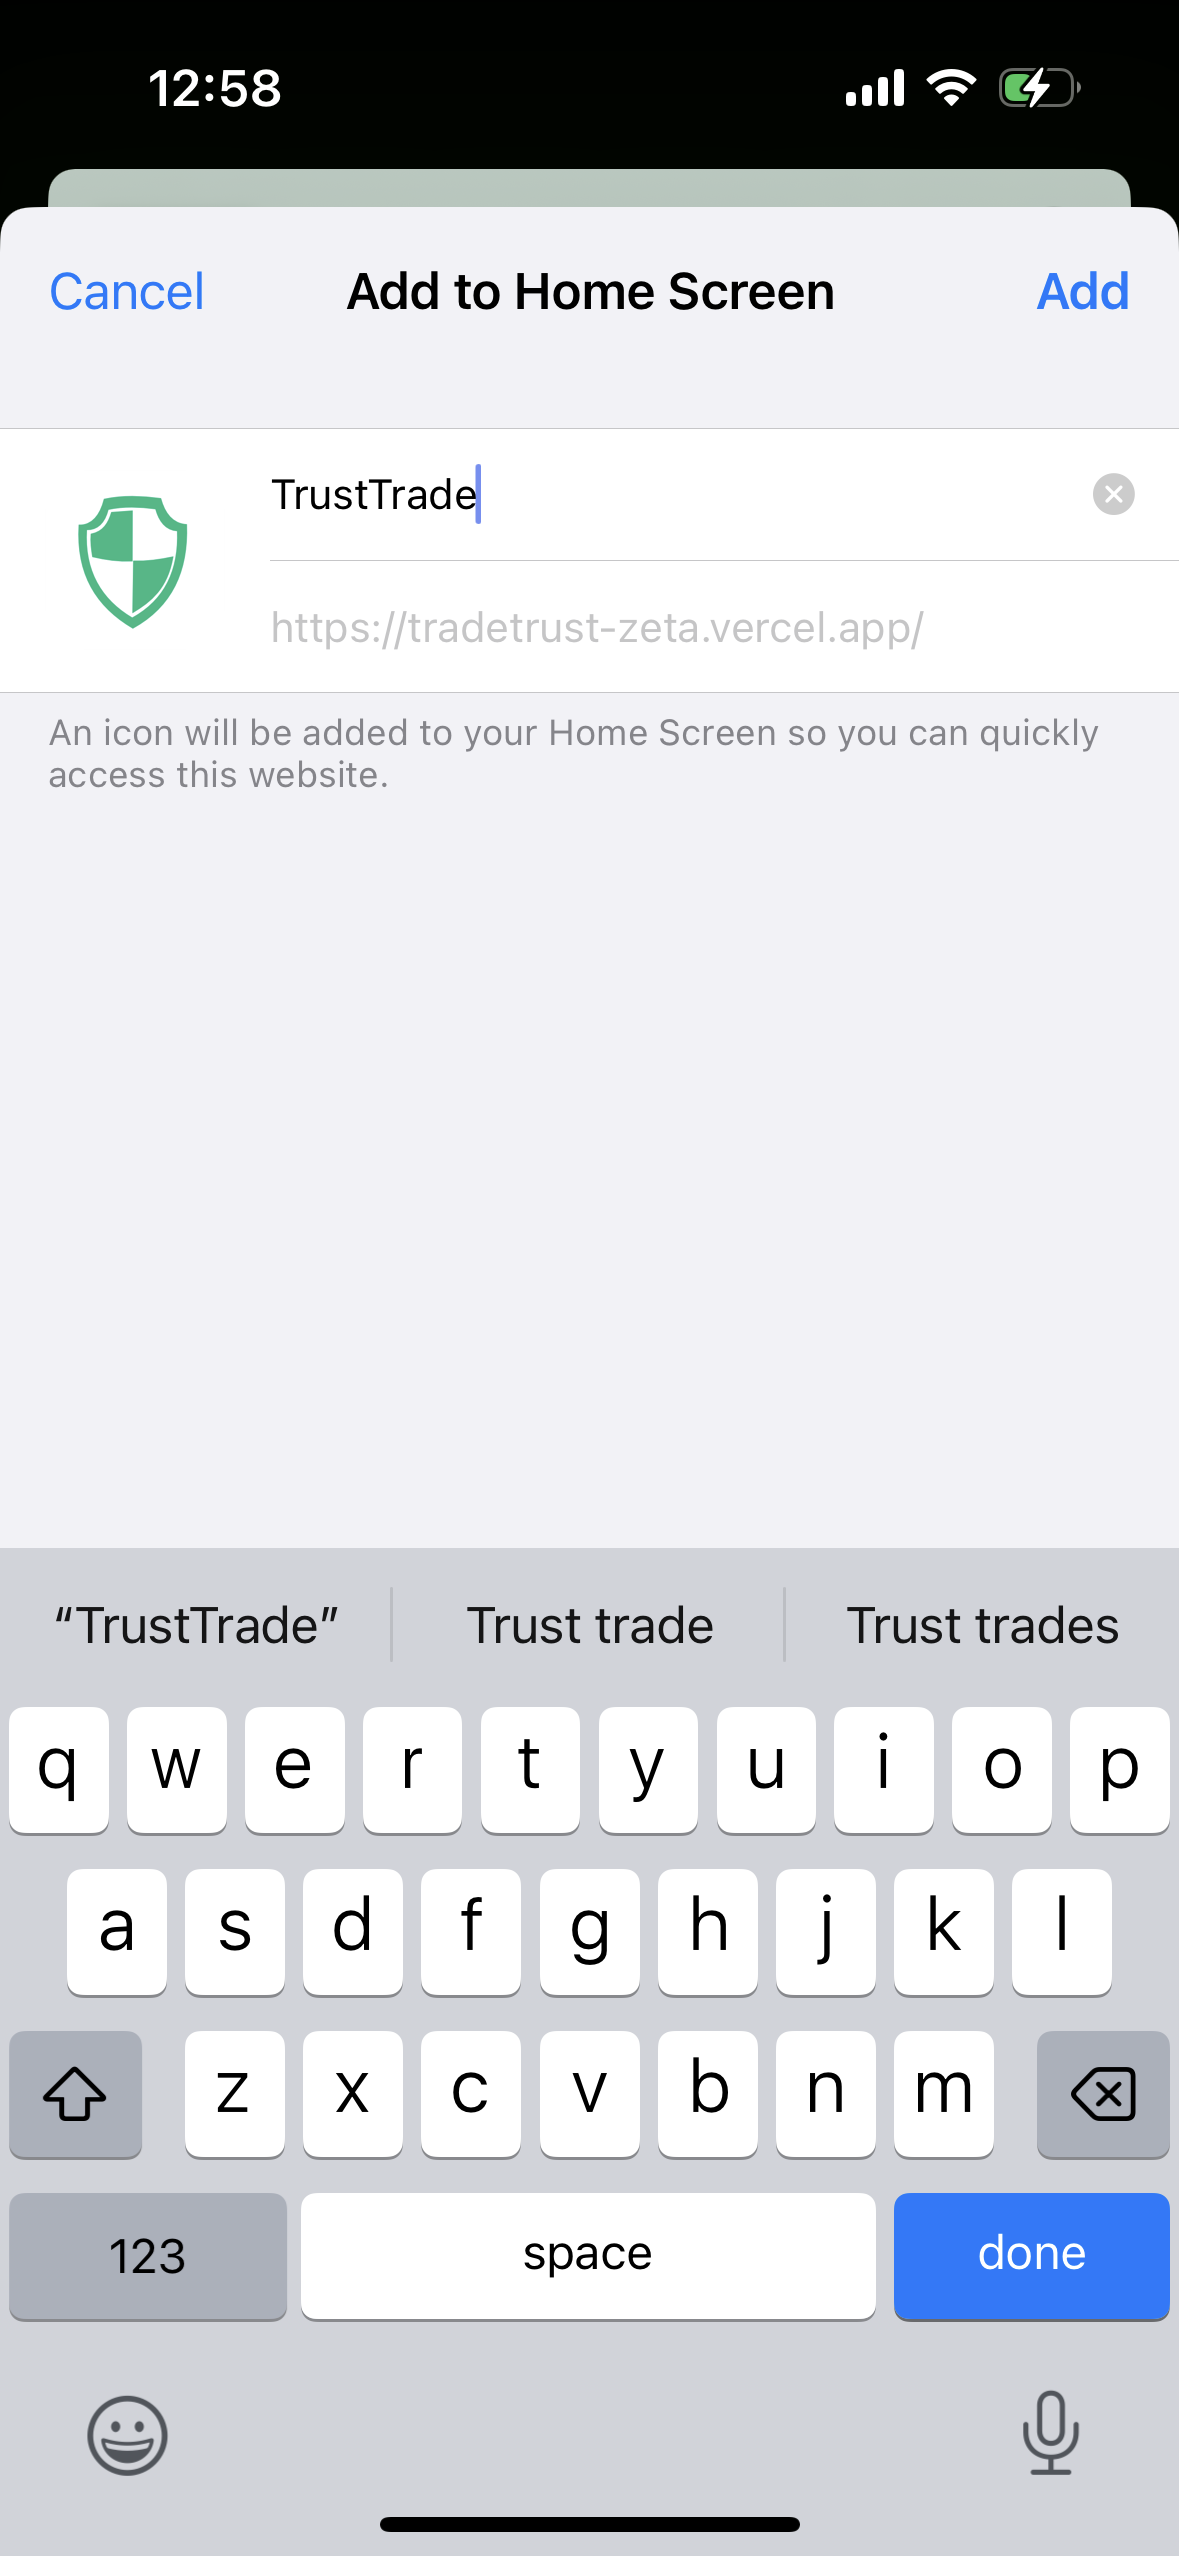 12:58
Cancel
Add to Home Screen
Add
TrustTrade
https://tradetrust-zeta.vercel.app/
An icon will be added to your Home Screen so you can quickly
access this website.
“TrustTrade”
Trust trade
Trust trades
q w e r t y u i o p
a s d f g h j k l
z x c v b n m
123
space
done